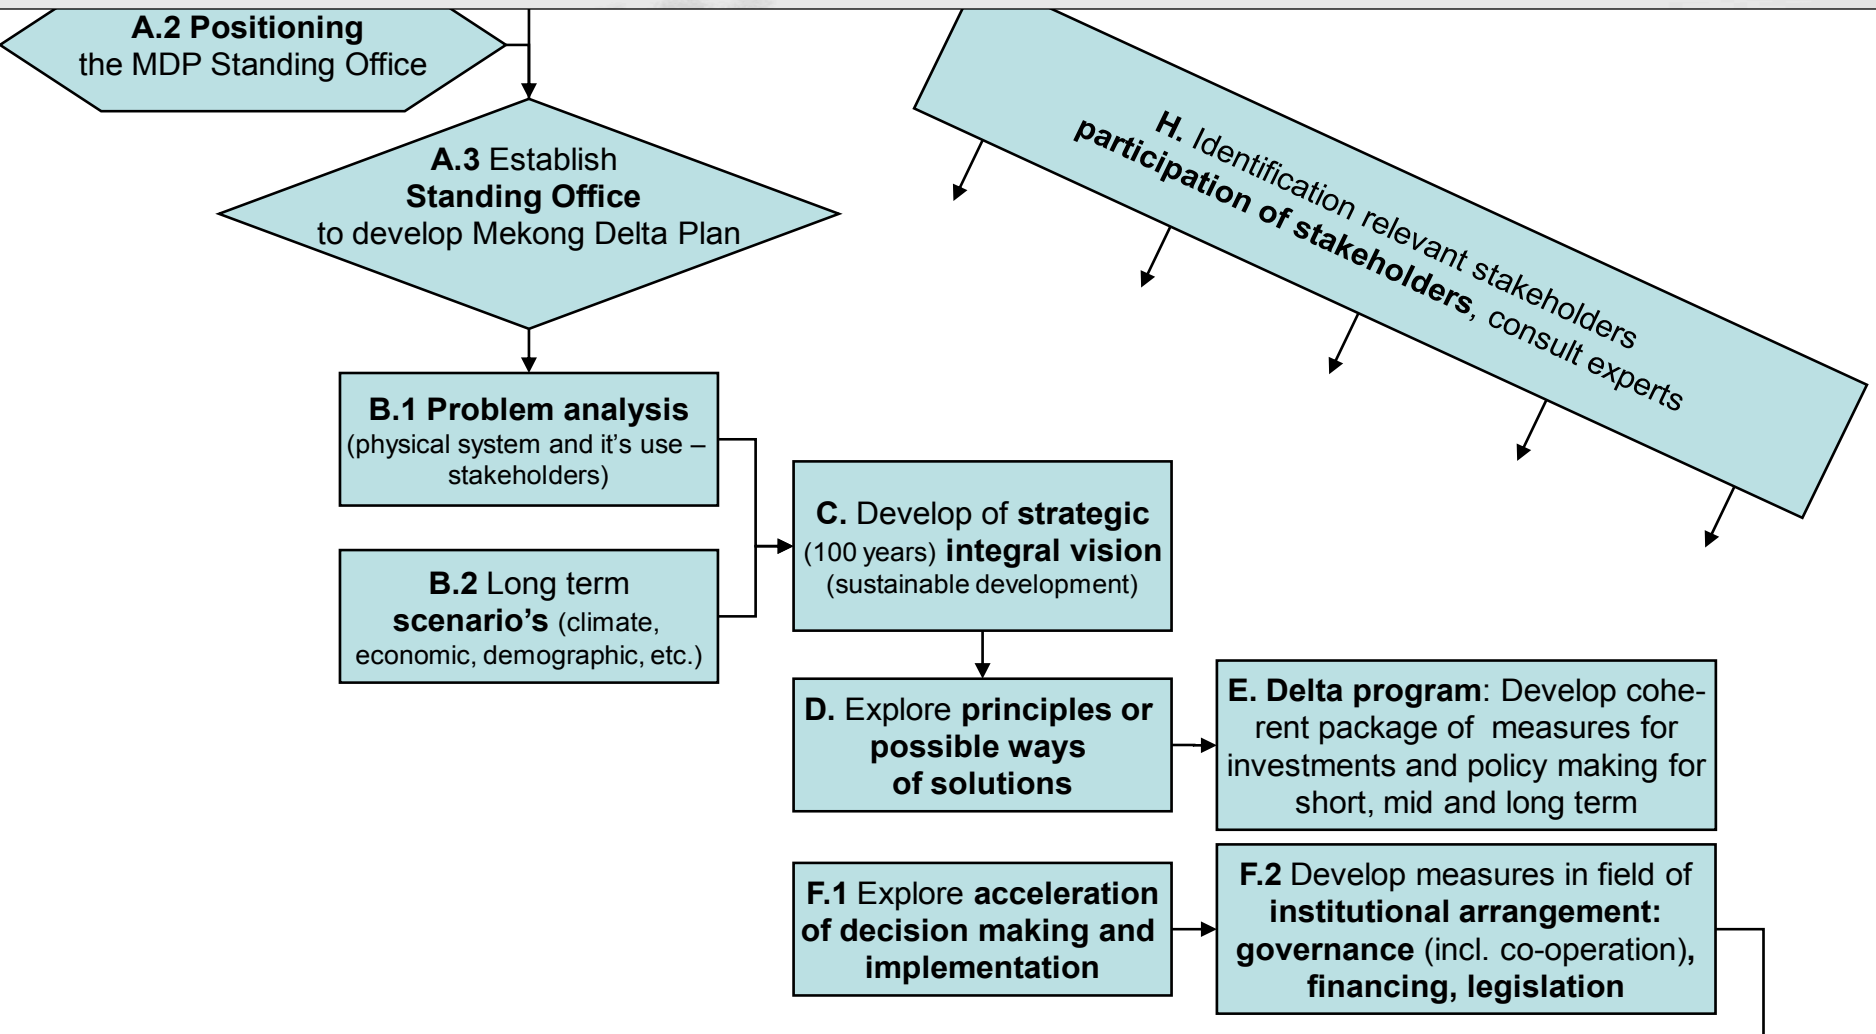 A.2 Positioning
the MDP Standing Office
A.3 Establish
Standing Office
to develop Mekong Delta Plan
H. Identification relevant stakeholders
participation of stakeholders, consult experts
B.1 Problem analysis
(physical system and it’s use –
stakeholders)
B.2 Long term
scenario’s (climate,
economic, demographic, etc.)
C. Develop of strategic
(100 years) integral vision
(sustainable development)
D. Explore principles or
possible ways
of solutions
E. Delta program: Develop cohe-
rent package of measures for
investments and policy making for
short, mid and long term
F.1 Explore acceleration
of decision making and
implementation
F.2 Develop measures in field of
institutional arrangement:
governance (incl. co-operation),
financing, legislation